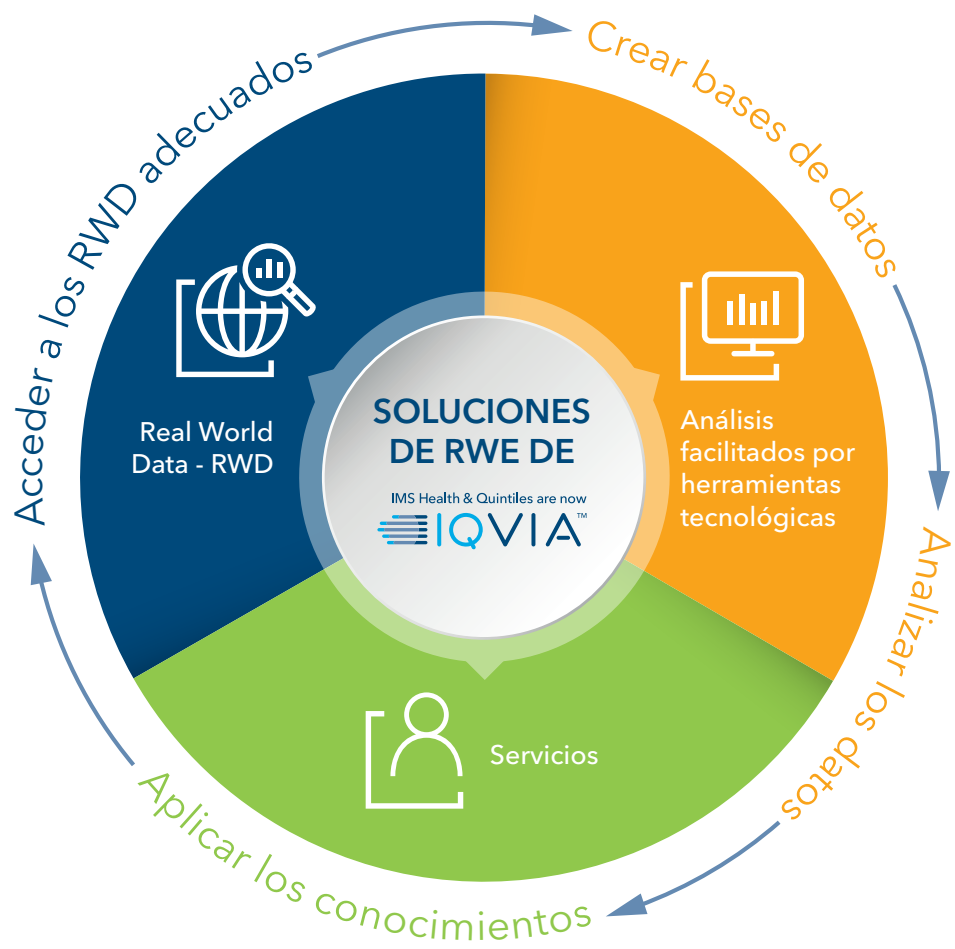 Acceder a los RWD adecuados
Crear bases de datos
Analizar los datos
Aplicar los conocimientos
Real World
Data - RWD
Análisis
facilitados por
herramientas
tecnológicas
Servicios
SOLUCIONES
DE RWE DE
IMS Health & Quintiles are now
IQVIA™